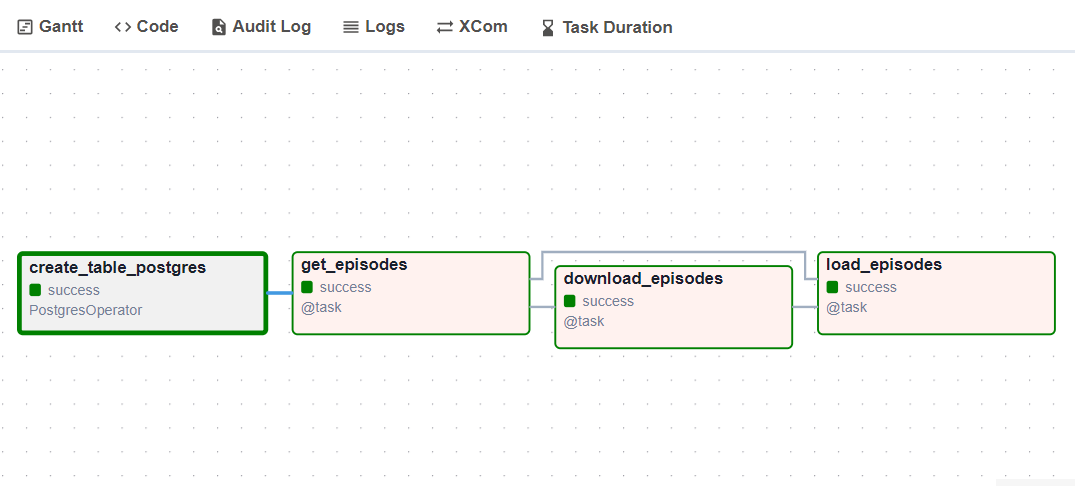 Gantt Code Audit Log Logs XCom Task Duration
create_table_postgres
success
PostgresOperator
get_episodes
success
@task
download_episodes
success
@task
load_episodes
success
@task